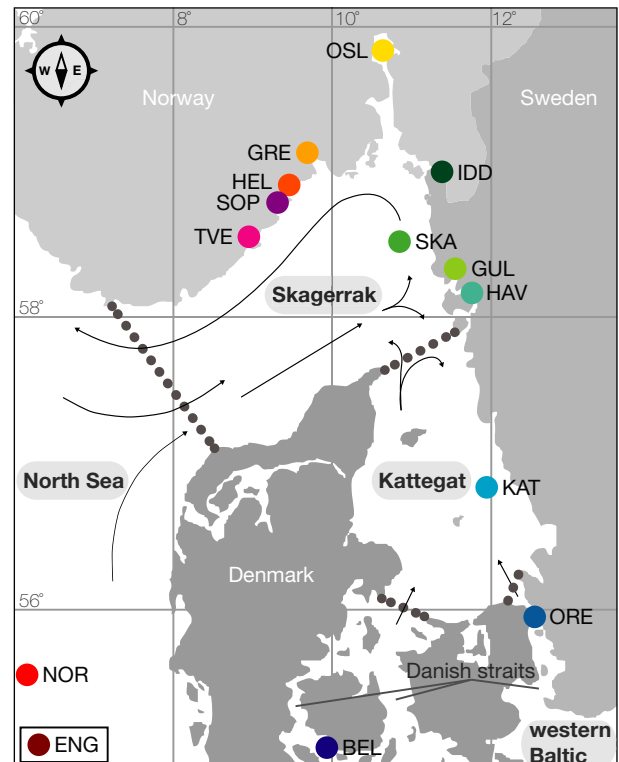 60°
8°
10°
12°
OSL
W E
Norway
Sweden
GRE
IDD
HEL
SOP
TVE
SKA
GUL
Skagerrak
HAV
58°
North Sea
Kattegat
KAT
Denmark
56°
ORE
Danish straits
NOR
western
Baltic
ENG
BEL